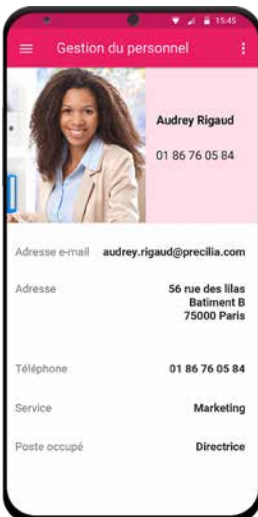 15:45
Gestion du personnel
Audrey Rigaud
01 86 76 05 84
Adresse e-mail audrey.rigaud@precilia.com
Adresse 56 rue des lilas
Batiment B
75000 Paris
Téléphone 01 86 76 05 84
Service Marketing
Poste occupé Directrice